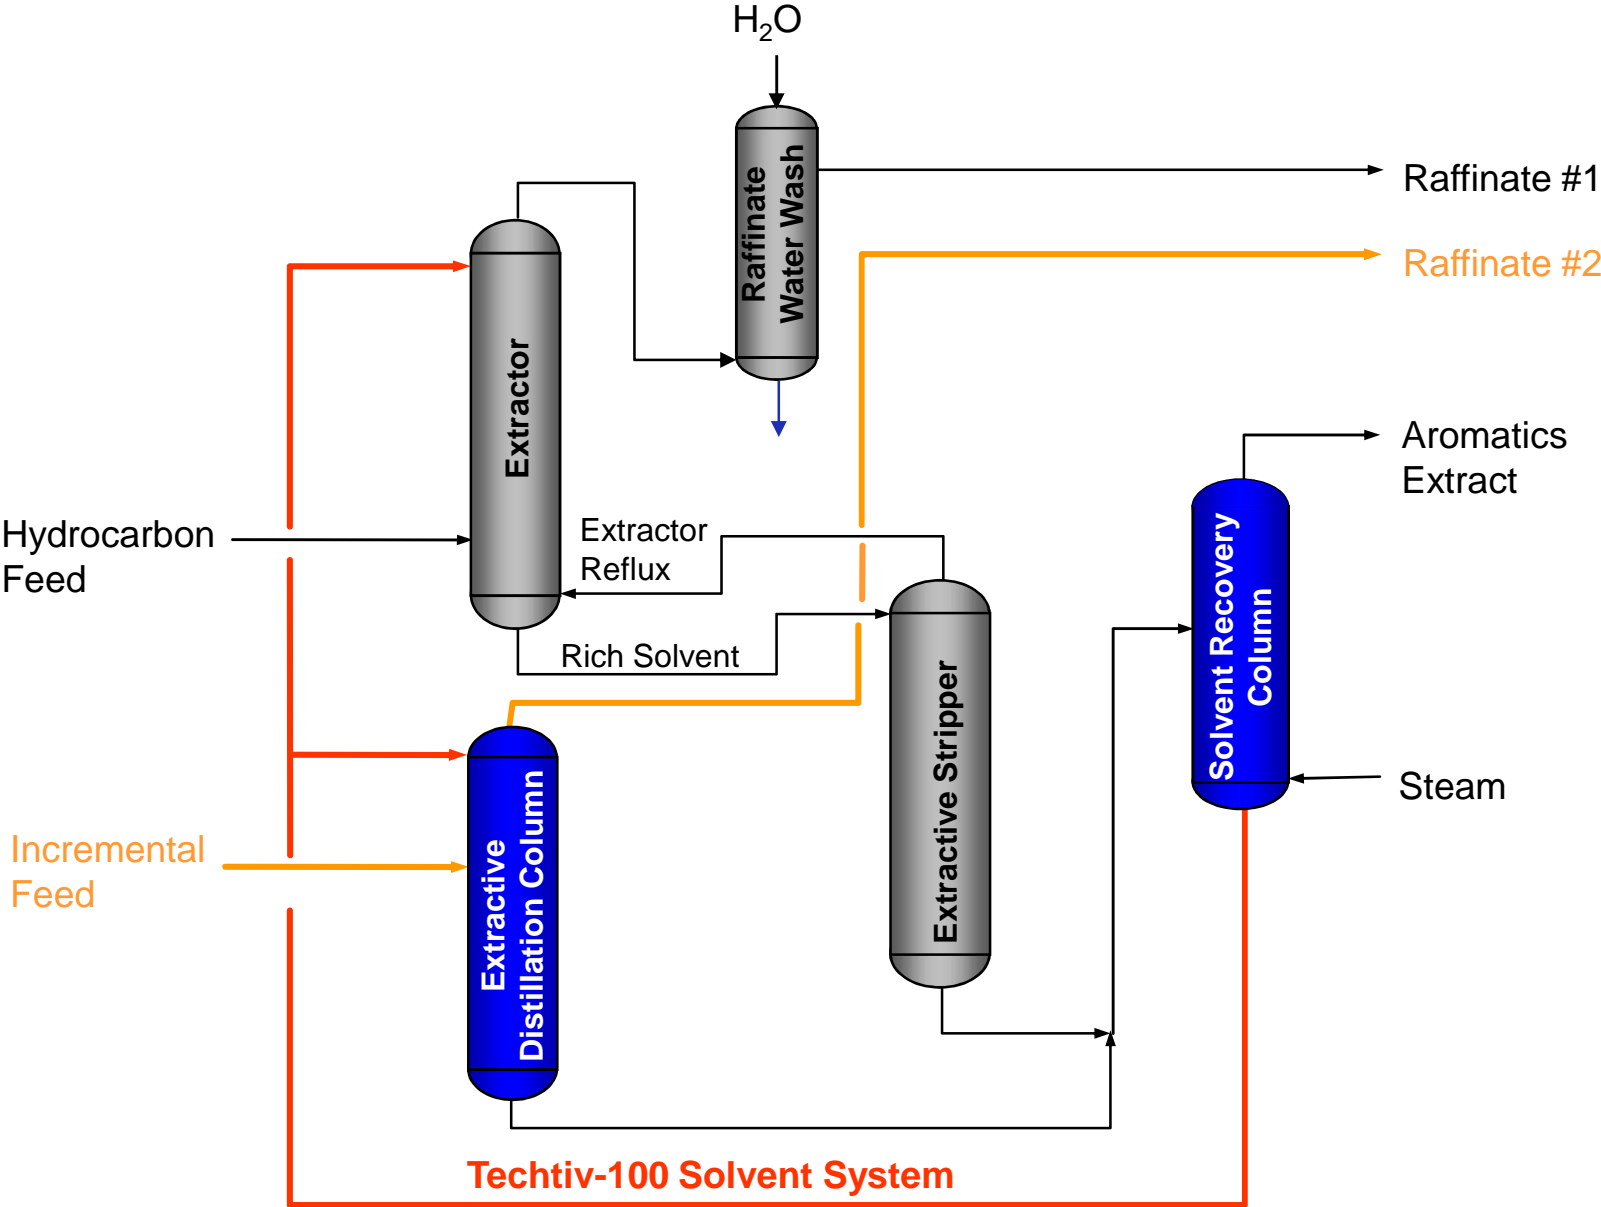 H₂O
Raffinate
Water Wash
Raffinate #1
Raffinate #2
Extractor
Aromatics
Extract
Hydrocarbon
Feed
Extractor
Reflux
Rich Solvent
Solvent Recovery
Column
Extractive Stripper
Steam
Incremental
Feed
Extractive
Distillation Column
Techtiv-100 Solvent System